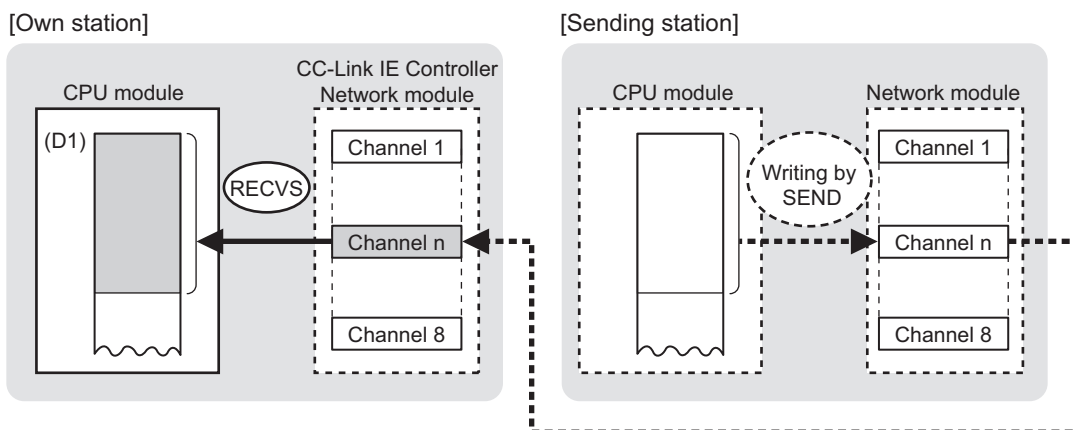 [Own station]
[Sending station]
CC-Link IE Controller
Network module
CPU module
(D1)
RECVS
Channel 1
Channel n
Channel 8
CPU module
Network module
Writing by
SEND
Channel 1
Channel n
Channel 8